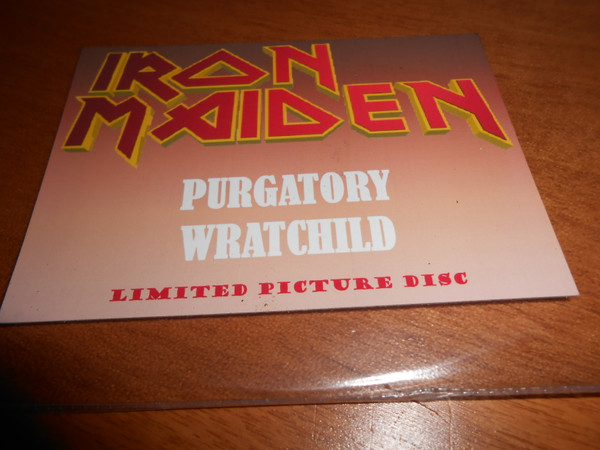 IRON
MAIDEN
PURGATORY
WRATCHILD
LIMITED PICTURE DISC